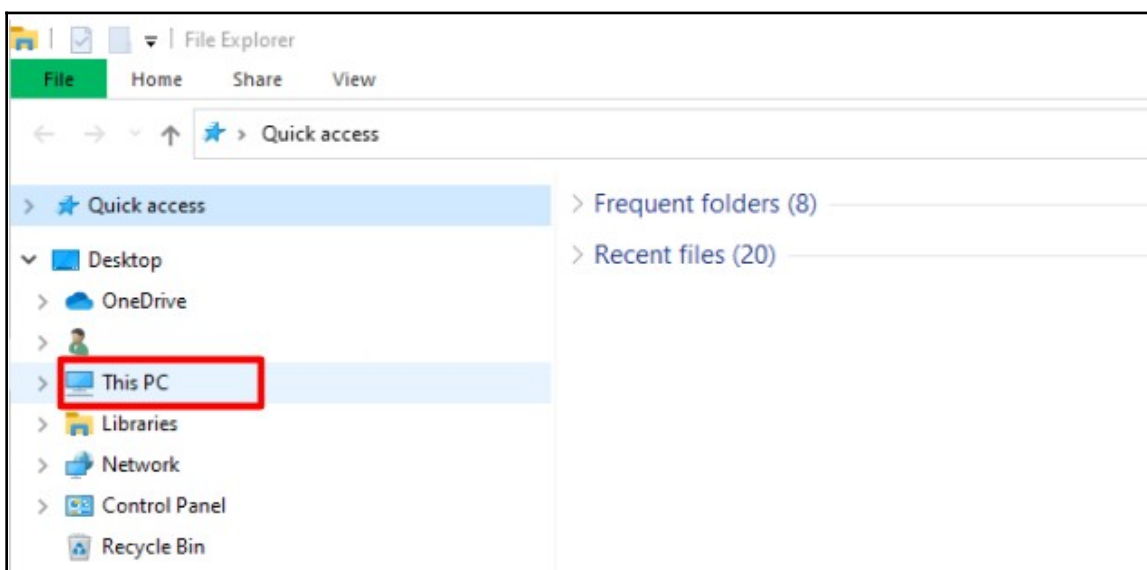 File Explorer
File Home Share View
Quick access
Quick access
Desktop
OneDrive
This PC
Libraries
Network
Control Panel
Recycle Bin
Frequent folders (8)
Recent files (20)